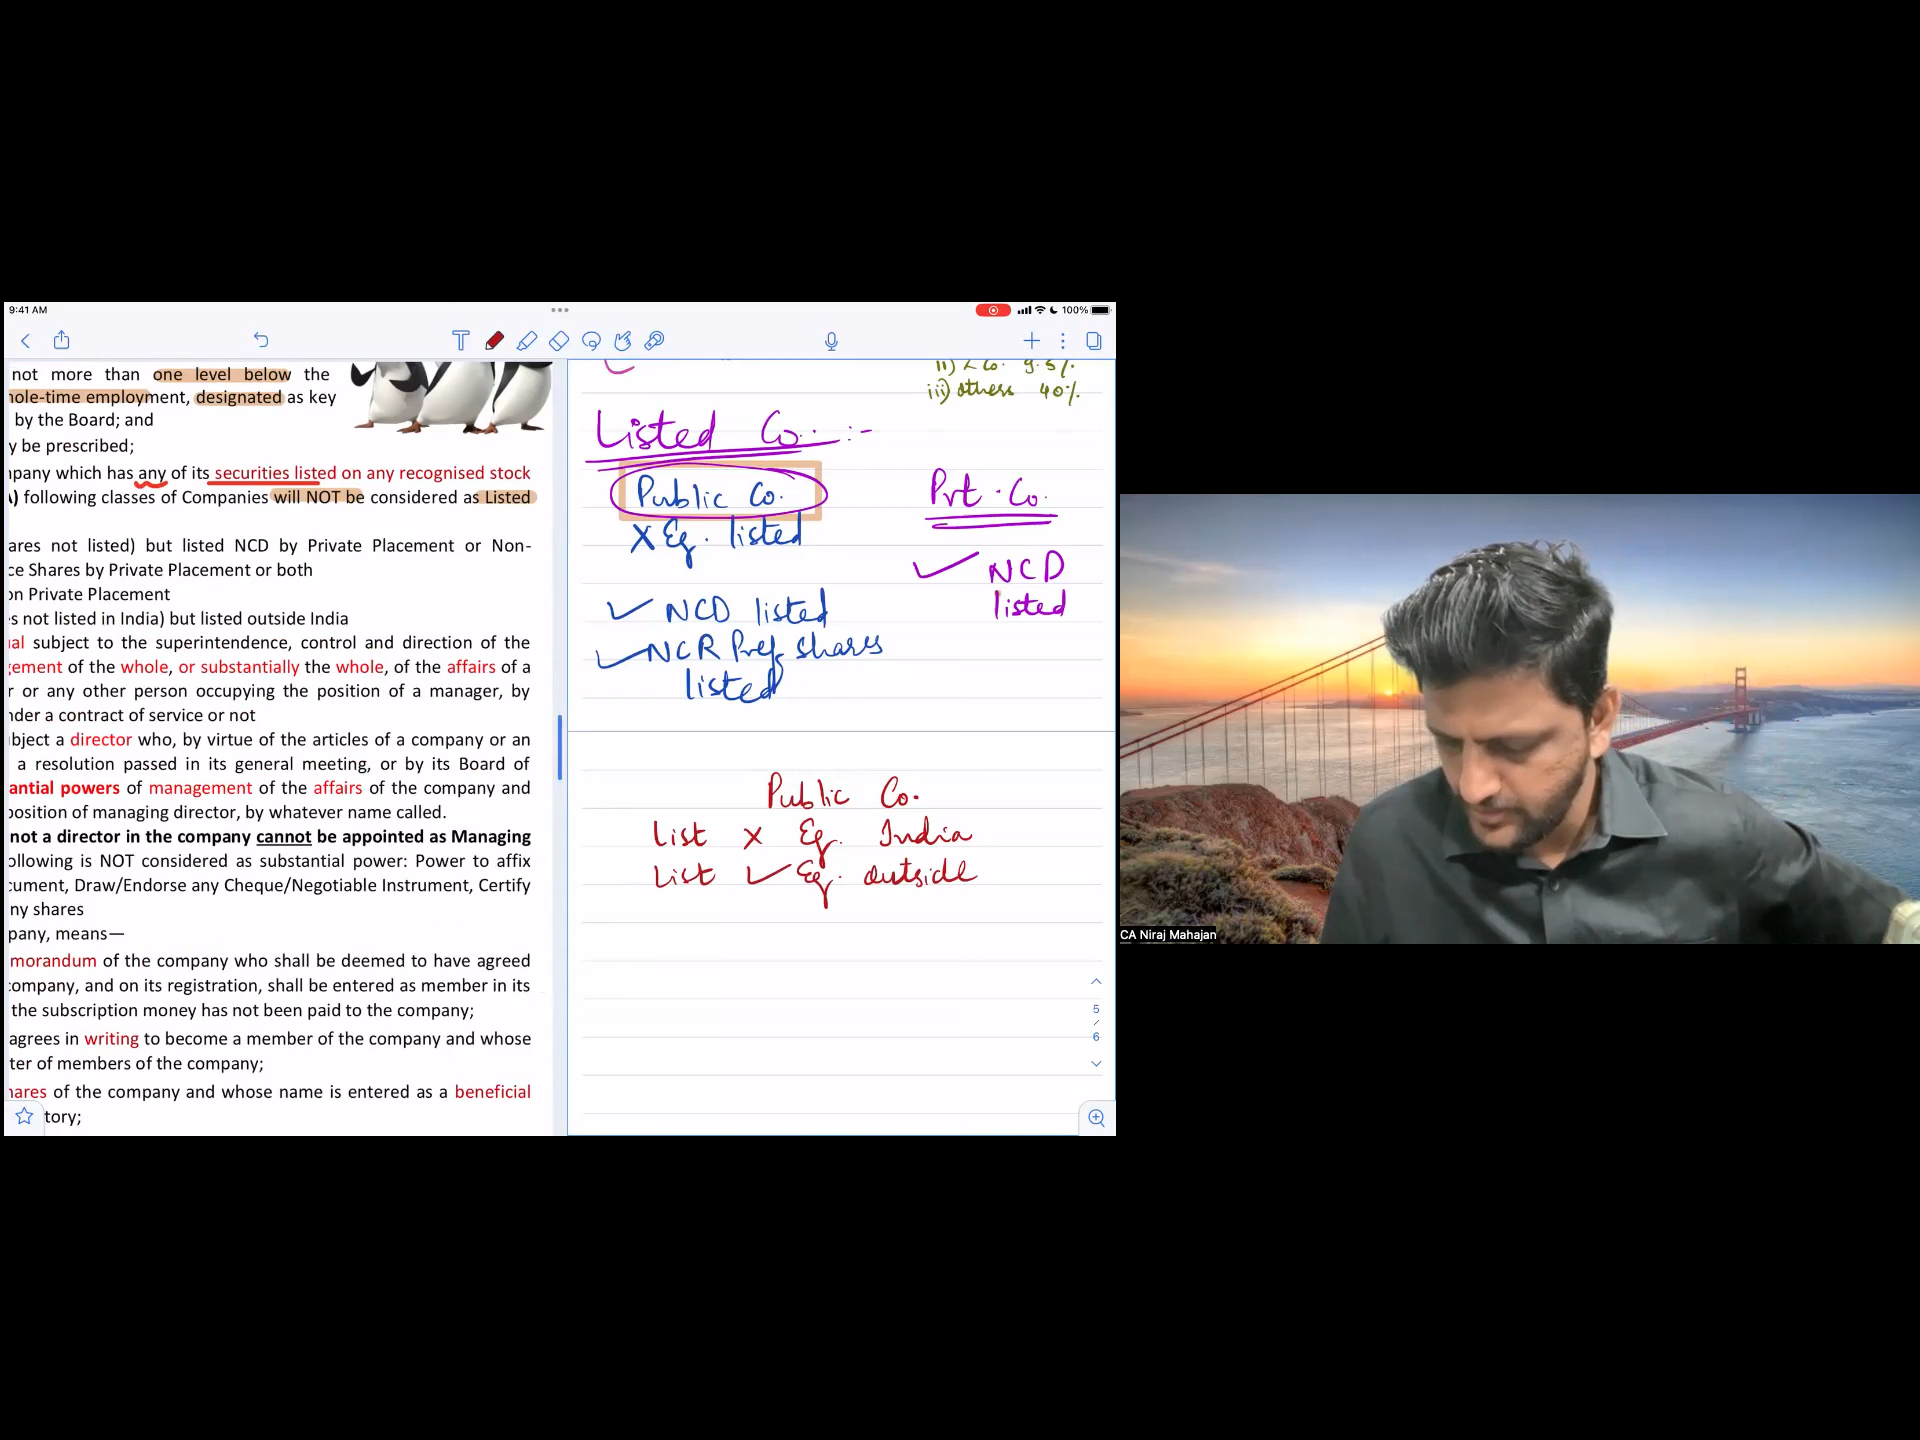 9:41 AM
100%
not more than one level below the
hole-time employment, designated as key
by the Board; and
y be prescribed;
npany which has any of its securities listed on any recognised stock
A) following classes of Companies will NOT be considered as Listed
ares not listed) but listed NCD by Private Placement or Non-
ce Shares by Private Placement or both
on Private Placement
s not listed in India) but listed outside India
al subject to the superintendence, control and direction of the
gement of the whole, or substantially the whole, of the affairs of a
r or any other person occupying the position of a manager, by
nder a contract of service or not
bject a director who, by virtue of the articles of a company or an
a resolution passed in its general meeting, or by its Board of
antial powers of management of the affairs of the company and
position of managing director, by whatever name called.
not a director in the company cannot be appointed as Managing
ollowing is NOT considered as substantial power: Power to affix
cument, Draw/Endorse any Cheque/Negotiable Instrument, Certify
ny shares
pany, means—
morandum of the company who shall be deemed to have agreed
company, and on its registration, shall be entered as member in its
the subscription money has not been paid to the company;
agrees in writing to become a member of the company and whose
ter of members of the company;
hares of the company and whose name is entered as a beneficial
tory;
iii) others 40%
Listed Co. :-
Public Co.
X Eq. listed
✓ NCD listed
✓ NCR Pref. shares
listed
Prt. Co.
✓ NCD
listed
Public Co.
List X Eq. India
List ✓ Eq. outside
5
/
6
CA Niraj Mahajan